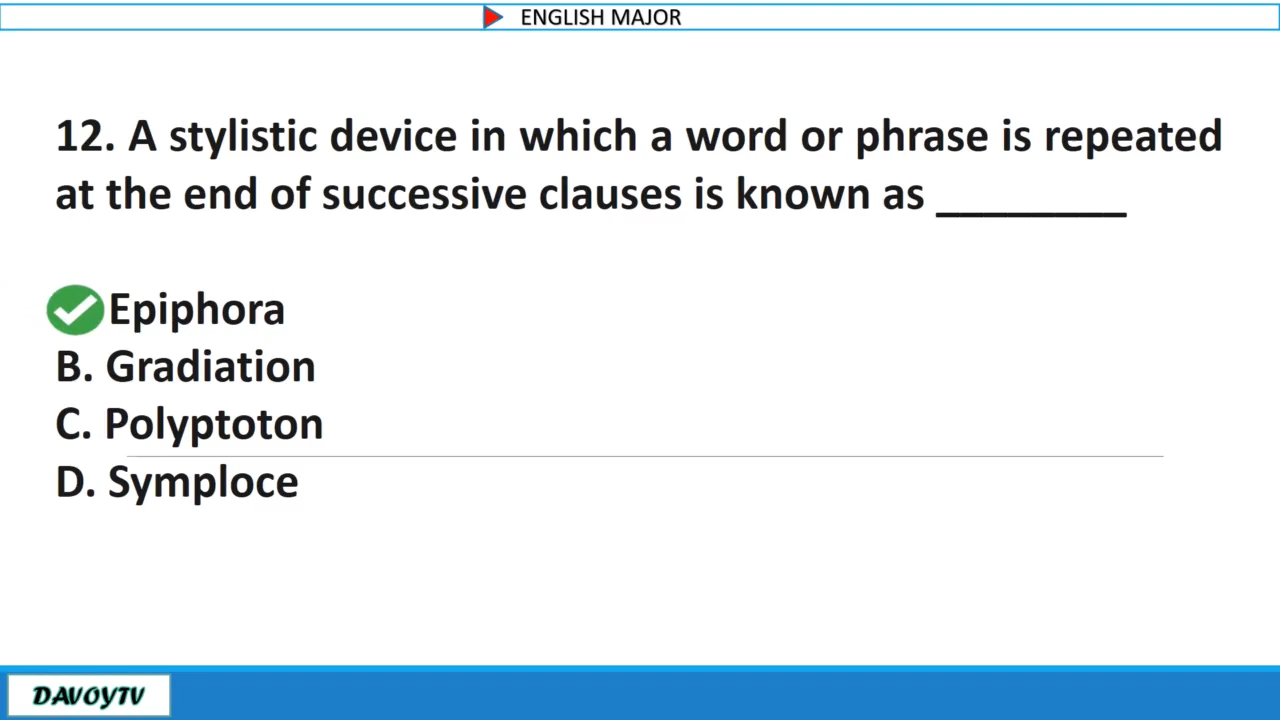 ENGLISH MAJOR
12. A stylistic device in which a word or phrase is repeated
at the end of successive clauses is known as ________
Epiphora
B. Gradiation
C. Polyptoton
D. Symploce
DAVOYTV